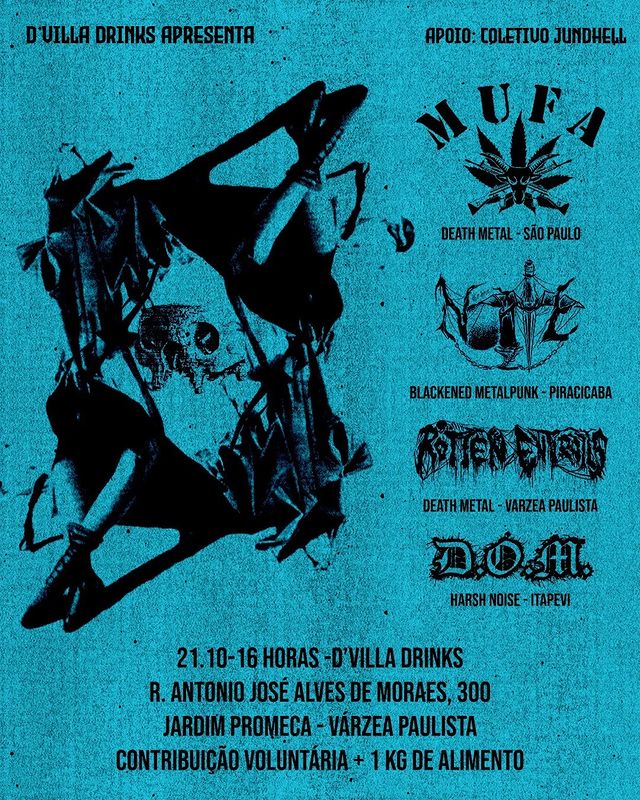 D'VILLA DRINKS APRESENTA
APOIO: COLETIVO JUNDHELL
MUFA
DEATH METAL - SÃO PAULO
BLACKENED METALPUNK - PIRACICABA
ROTTEN ENTRAILS
DEATH METAL - VARZEA PAULISTA
D.O.M.
HARSH NOISE - ITAPEVI
21.10-16 HORAS -D'VILLA DRINKS
R. ANTONIO JOSÉ ALVES DE MORAES, 300
JARDIM PROMECA - VÁRZEA PAULISTA
CONTRIBUIÇÃO VOLUNTÁRIA + 1 KG DE ALIMENTO